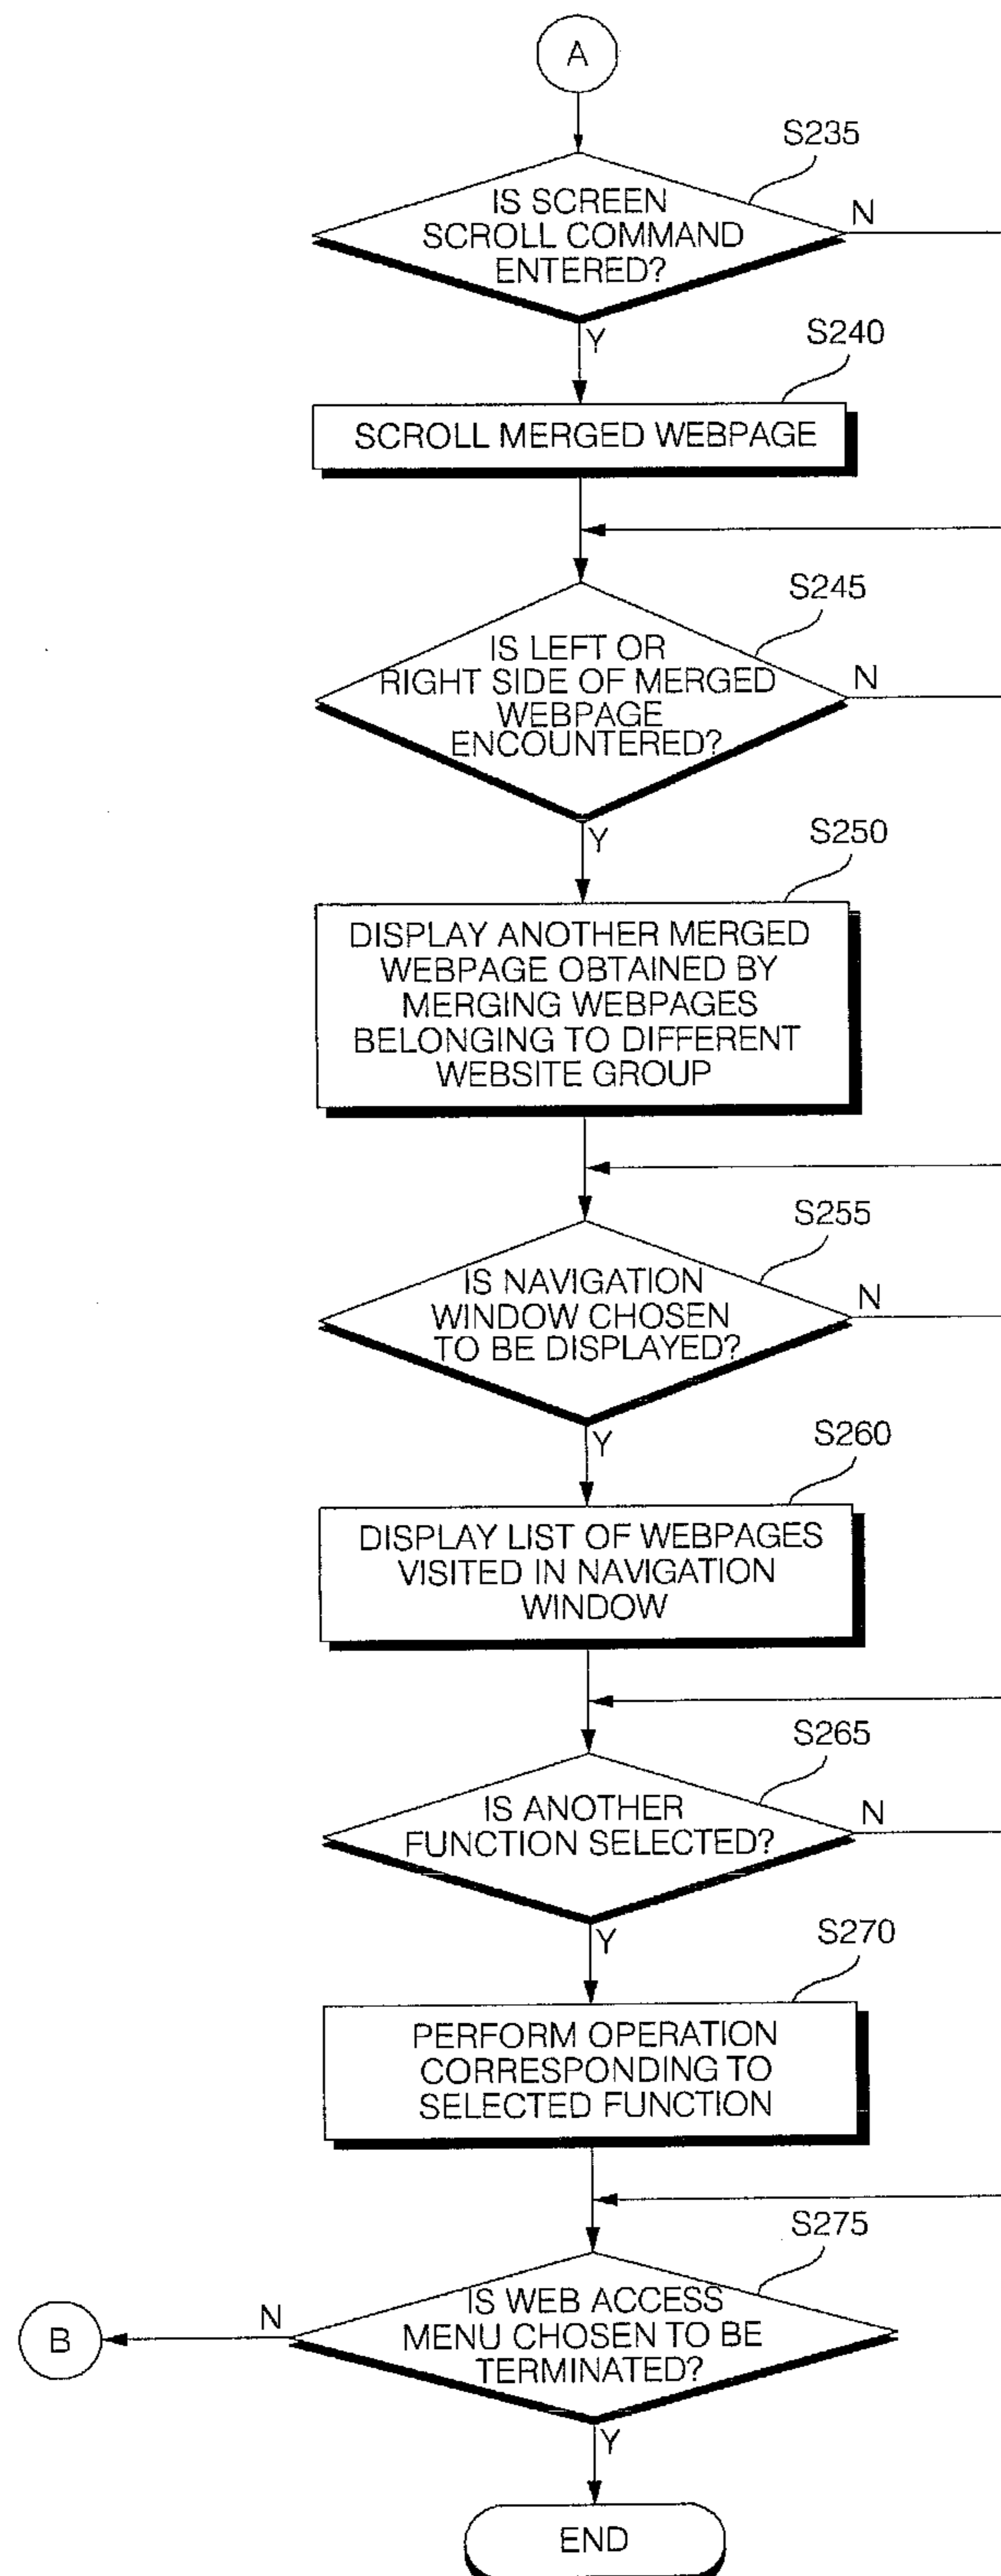 A
S235
IS SCREEN
SCROLL COMMAND
ENTERED?
N
Y
S240
SCROLL MERGED WEBPAGE
S245
IS LEFT OR
RIGHT SIDE OF MERGED
WEBPAGE
ENCOUNTERED?
N
Y
S250
DISPLAY ANOTHER MERGED
WEBPAGE OBTAINED BY
MERGING WEBPAGES
BELONGING TO DIFFERENT
WEBSITE GROUP
S255
IS NAVIGATION
WINDOW CHOSEN
TO BE DISPLAYED?
N
Y
S260
DISPLAY LIST OF WEBPAGES
VISITED IN NAVIGATION
WINDOW
S265
IS ANOTHER
FUNCTION SELECTED?
N
Y
S270
PERFORM OPERATION
CORRESPONDING TO
SELECTED FUNCTION
S275
IS WEB ACCESS
MENU CHOSEN TO BE
TERMINATED?
N
B
Y
END